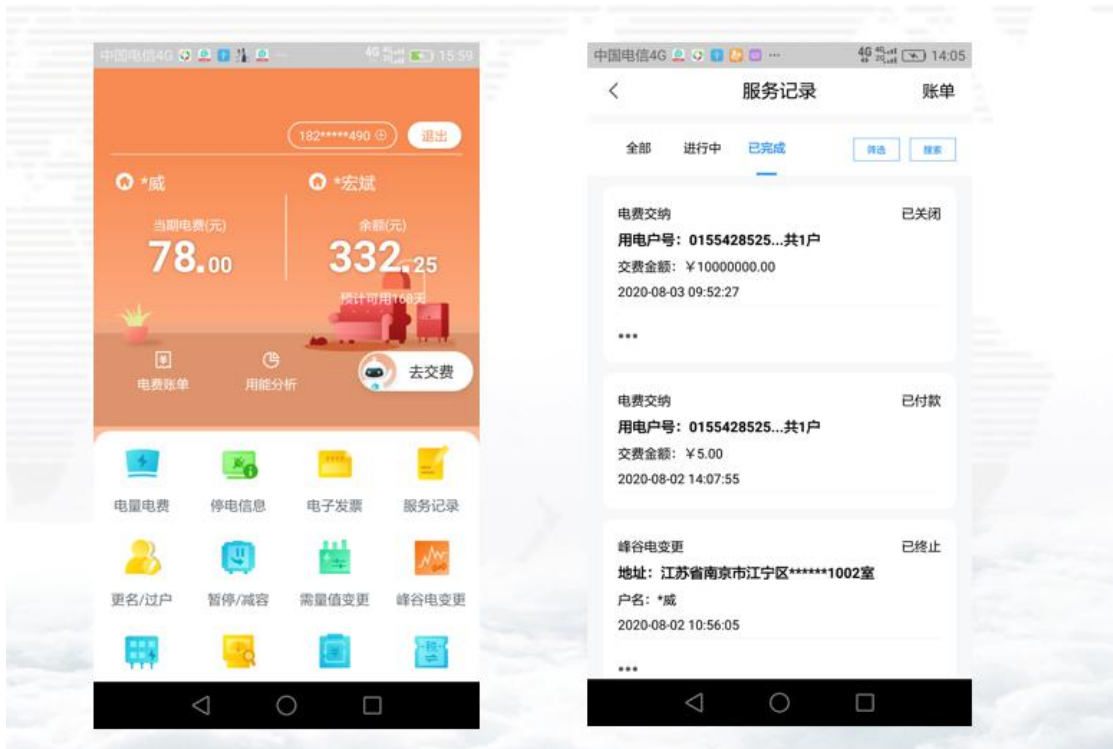 中国电信4G
4G 15:59
182*****490
退出
*威
*宏斌
当期电费(元)
余额(元)
78.00
332.25
预计可用168天
电费账单
用能分析
去交费
电量电费
停电信息
电子发票
服务记录
更名/过户
暂停/减容
需量值变更
峰谷电变更
中国电信4G
4G 4G 2G 14:05
服务记录
账单
全部
进行中
已完成
筛选
搜索
电费交纳
已关闭
用电户号：0155428525...共1户
交费金额：￥10000000.00
2020-08-03 09:52:27
电费交纳
已付款
用电户号：0155428525...共1户
交费金额：￥5.00
2020-08-02 14:07:55
峰谷电变更
已终止
地址：江苏省南京市江宁区******1002室
户名：*威
2020-08-02 10:56:05